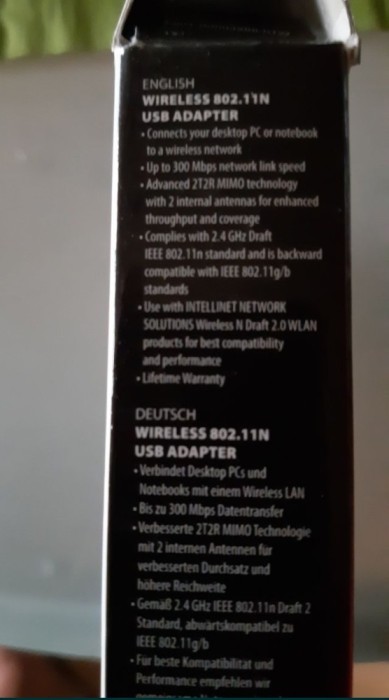 ENGLISH
WIRELESS 802.11N
USB ADAPTER
• Connects your desktop PC or notebook
to a wireless network
• Up to 300 Mbps network link speed
• Advanced 2T2R MIMO technology
with 2 internal antennas for enhanced
throughput and coverage
• Complies with 2.4 GHz Draft
IEEE 802.11n standard and is backward
compatible with IEEE 802.11g/b
standards
• Use with INTELLINET NETWORK
SOLUTIONS Wireless N Draft 2.0 WLAN
products for best compatibility
and performance
• Lifetime Warranty
DEUTSCH
WIRELESS 802.11N
USB ADAPTER
• Verbindet Desktop PCs und
Notebooks mit einem Wireless LAN
• Bis zu 300 Mbps Datentransfer
• Verbesserte 2T2R MIMO Technologie
mit 2 internen Antennen für
verbesserten Durchsatz und
höhere Reichweite
• Gemäß 2.4 GHz IEEE 802.11n Draft 2
Standard, abwärtskompatibel zu
IEEE 802.11g/b
• Für beste Kompatibilität und
Performance empfehlen wir